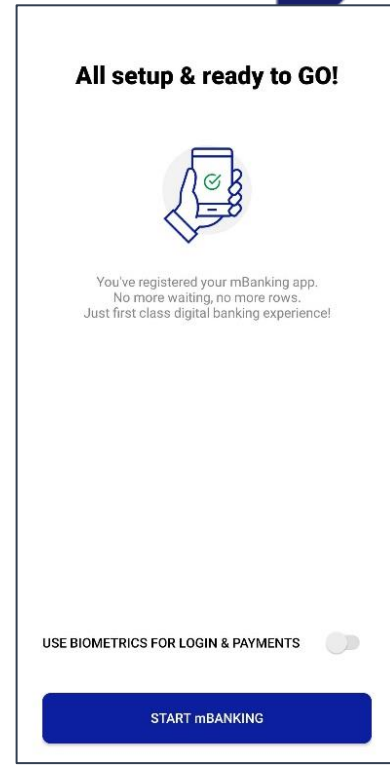 All setup & ready to GO!
You've registered your mBanking app.
No more waiting, no more rows.
Just first class digital banking experience!
USE BIOMETRICS FOR LOGIN & PAYMENTS
START mBANKING